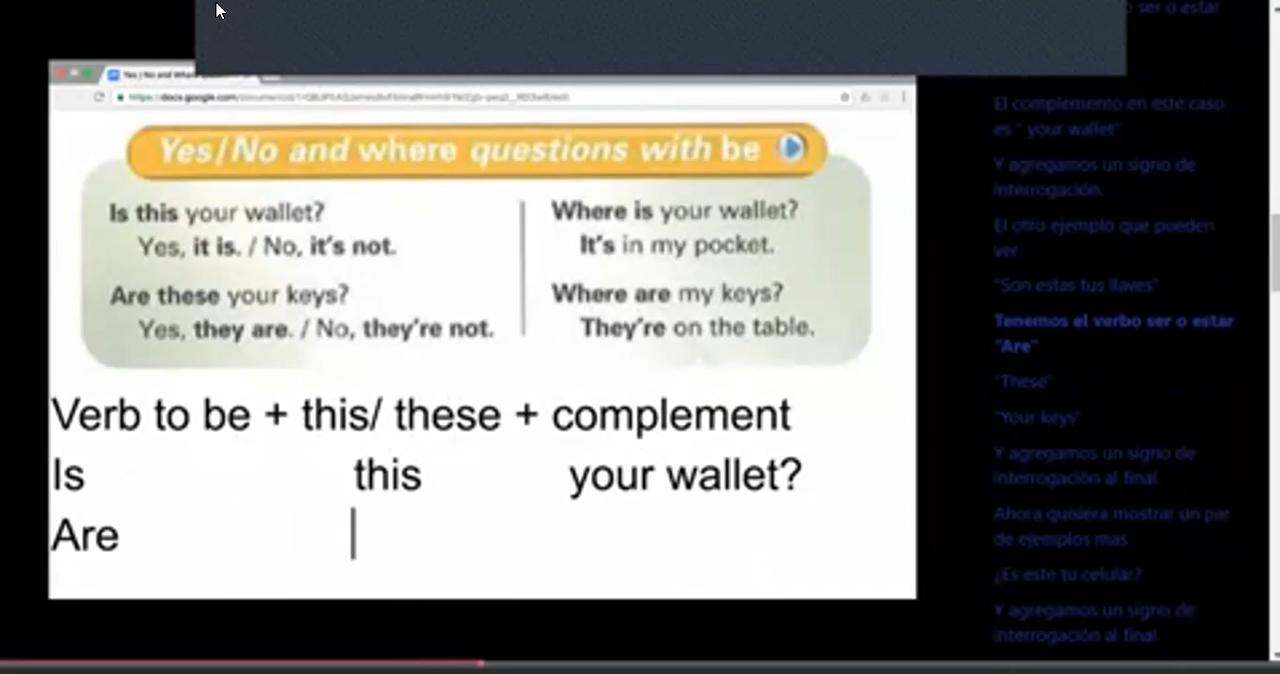 o ser o estar
Yes/No and where questions with be
Is this your wallet?
Yes, it is. / No, it's not.
Are these your keys?
Yes, they are. / No, they're not.
Where is your wallet?
It's in my pocket.
Where are my keys?
They're on the table.
Verb to be + this/ these + complement
Is this your wallet?
Are
El complemento en este caso
es " your wallet"
Y agregamos un signo de
interrogación.
El otro ejemplo que pueden
ver
"Son estas tus llaves"
Tenemos el verbo ser o estar
"Are"
"These"
"Your keys"
Y agregamos un signo de
interrogación al final
Ahora quisiera mostrar un par
de ejemplos mas
¿Es este tu celular?
Y agregamos un signo de
interrogación al final